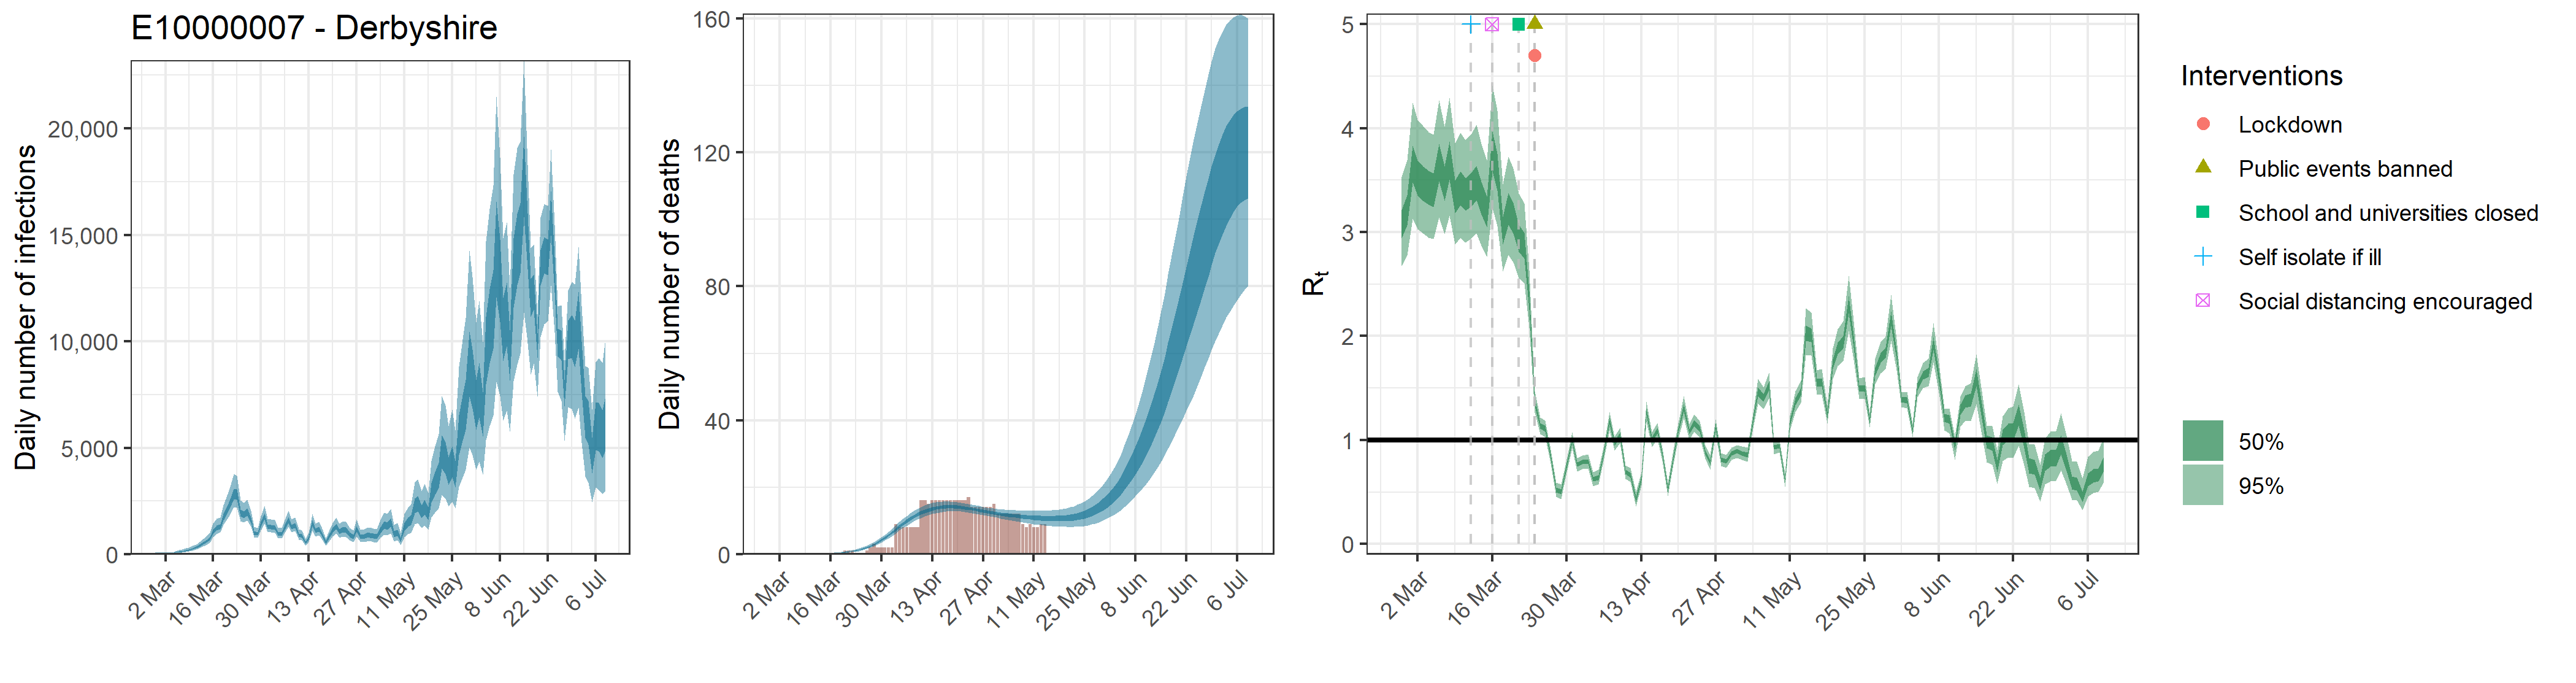 E10000007 - Derbyshire
Daily number of infections
20,000
15,000
10,000
5,000
0
2 Mar
16 Mar
30 Mar
13 Apr
27 Apr
11 May
25 May
8 Jun
22 Jun
6 Jul
Daily number of deaths
160
120
80
40
0
2 Mar
16 Mar
30 Mar
13 Apr
27 Apr
11 May
25 May
8 Jun
22 Jun
6 Jul
Rt
5
4
3
2
1
0
2 Mar
16 Mar
30 Mar
13 Apr
27 Apr
11 May
25 May
8 Jun
22 Jun
6 Jul
Interventions
Lockdown
Public events banned
School and universities closed
Self isolate if ill
Social distancing encouraged
50%
95%